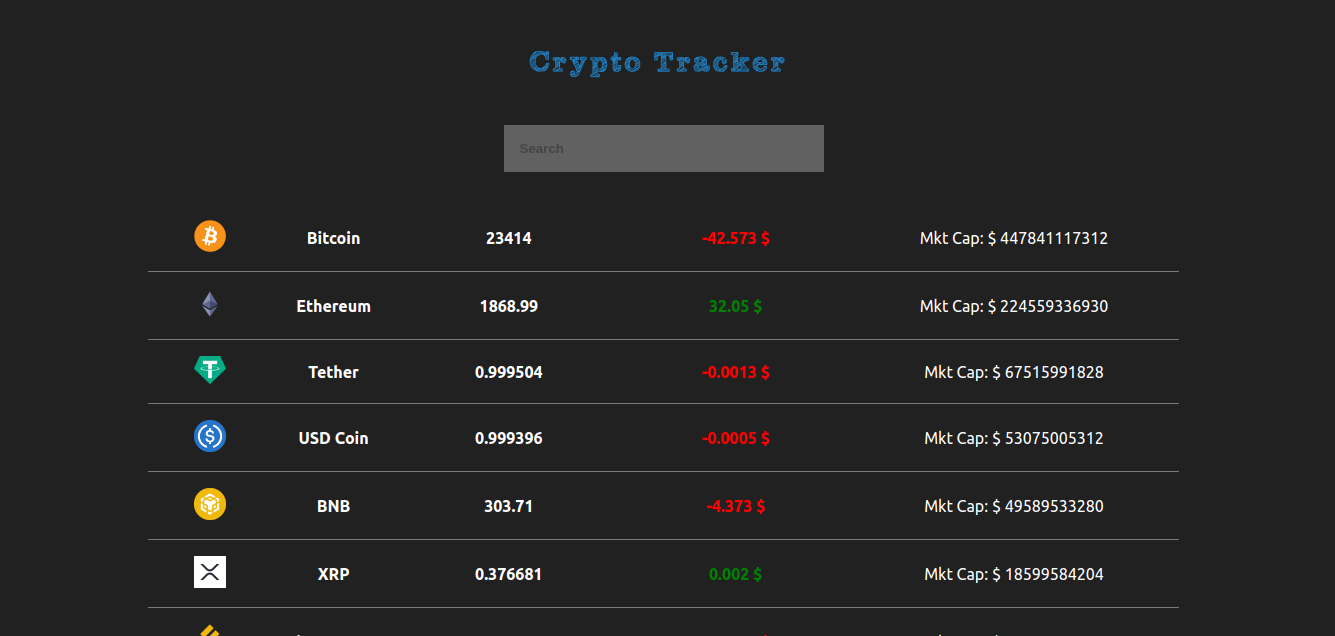 Crypto Tracker
Search
Bitcoin 23414 -42.573 $ Mkt Cap: $ 447841117312
Ethereum 1868.99 32.05 $ Mkt Cap: $ 224559336930
Tether 0.999504 -0.0013 $ Mkt Cap: $ 67515991828
USD Coin 0.999396 -0.0005 $ Mkt Cap: $ 53075005312
BNB 303.71 -4.373 $ Mkt Cap: $ 49589533280
XRP 0.376681 0.002 $ Mkt Cap: $ 18599584204